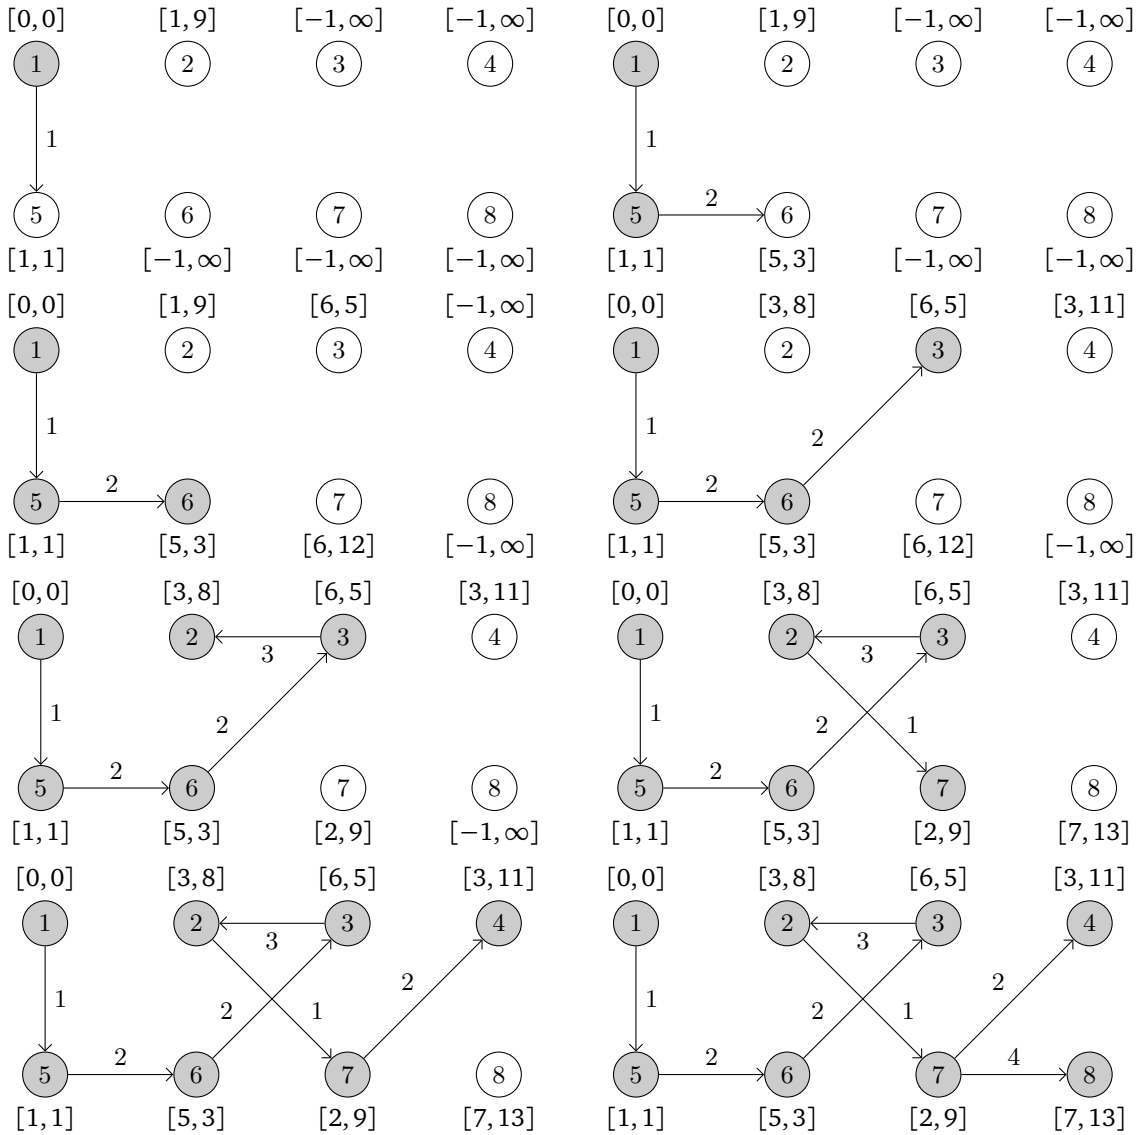 [0,0] [1,9] [−1,∞] [−1,∞] [0,0] [1,9] [−1,∞] [−1,∞]
1 2 3 4 1 2 3 4
1 1
2
5 6 7 8 5 6 7 8
[1,1] [−1,∞] [−1,∞] [−1,∞] [1,1] [5,3] [−1,∞] [−1,∞]
[0,0] [1,9] [6,5] [−1,∞] [0,0] [3,8] [6,5] [3,11]
1 2 3 4 1 2 3 4
1 1 2
2 2
5 6 7 8 5 6 7 8
[1,1] [5,3] [6,12] [−1,∞] [1,1] [5,3] [6,12] [−1,∞]
[0,0] [3,8] [6,5] [3,11] [0,0] [3,8] [6,5] [3,11]
1 2 3 4 1 2 3 4
3 3
1 2 1 2 1
2 2
5 6 7 8 5 6 7 8
[1,1] [5,3] [2,9] [−1,∞] [1,1] [5,3] [2,9] [7,13]
[0,0] [3,8] [6,5] [3,11] [0,0] [3,8] [6,5] [3,11]
1 2 3 4 1 2 3 4
3 3
1 2 1 2 1 2 1 2
2 2 4
5 6 7 8 5 6 7 8
[1,1] [5,3] [2,9] [7,13] [1,1] [5,3] [2,9] [7,13]